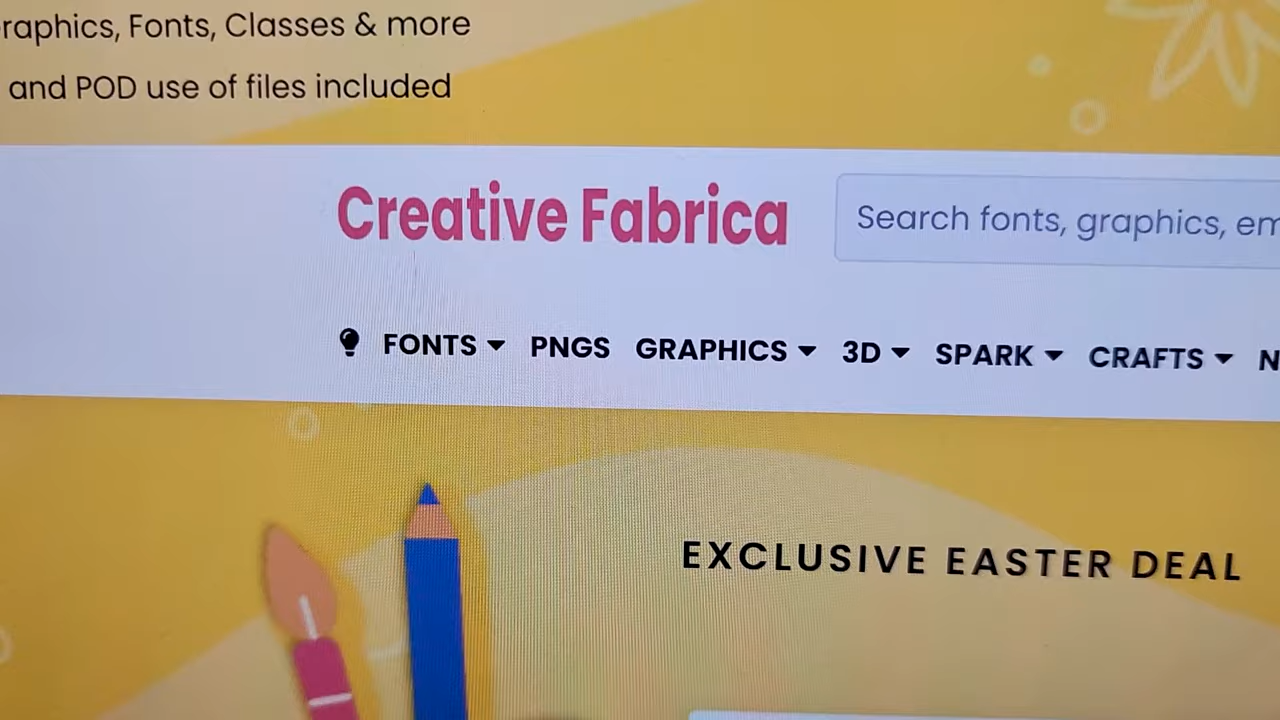 raphics, Fonts, Classes & more
and POD use of files included
Creative Fabrica
Search fonts, graphics, em
FONTS PNGS GRAPHICS 3D SPARK CRAFTS N
EXCLUSIVE EASTER DEAL